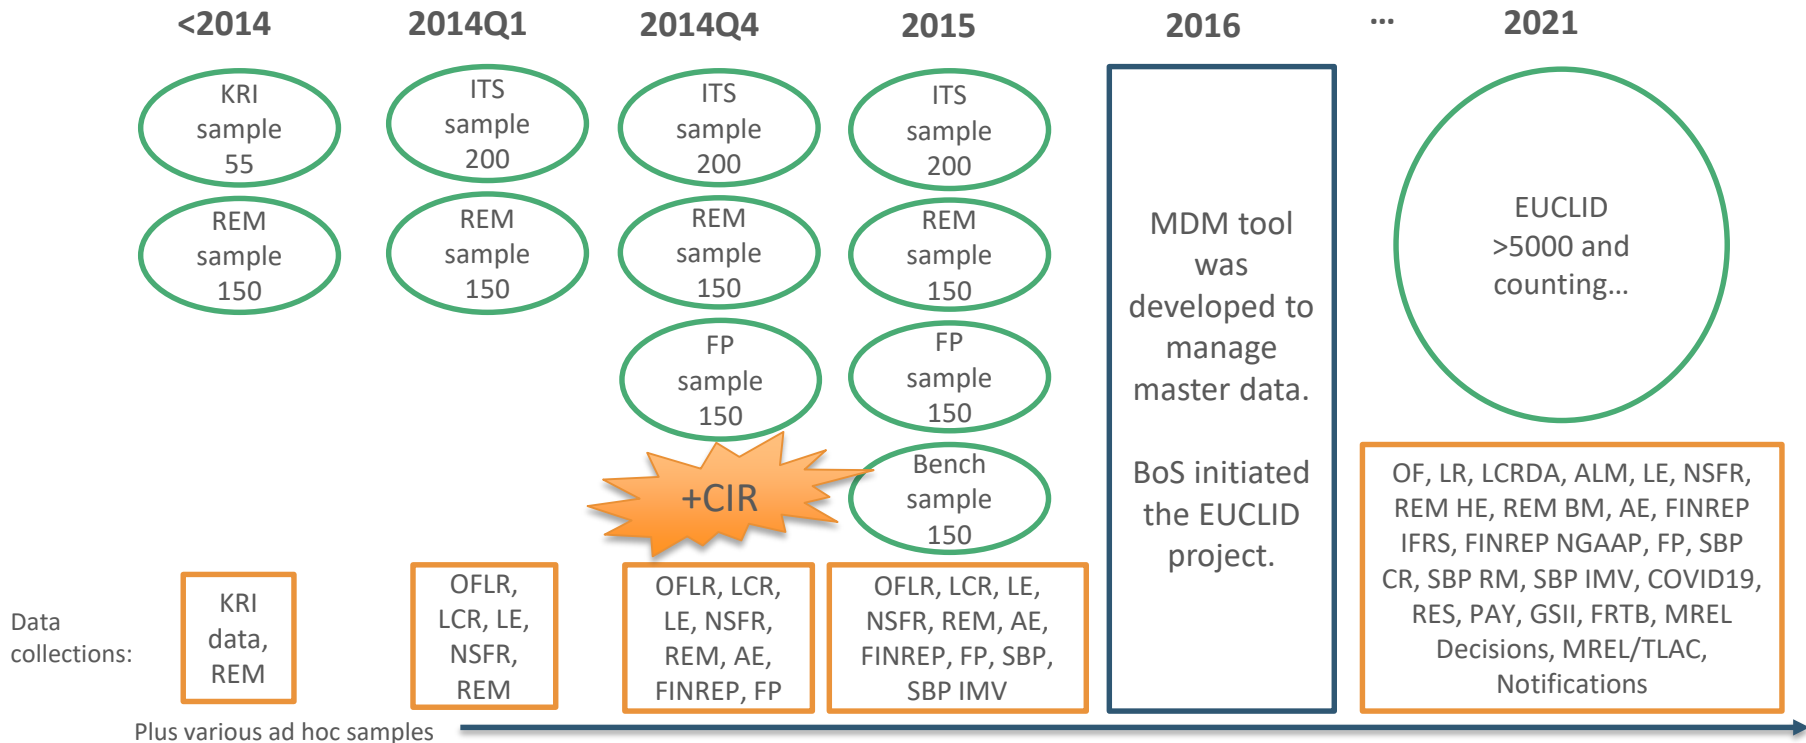 <2014
2014Q1
2014Q4
2015
2016
...
2021
KRI
sample
55
REM
sample
150
ITS
sample
200
REM
sample
150
ITS
sample
200
REM
sample
150
FP
sample
150
+CIR
ITS
sample
200
REM
sample
150
FP
sample
150
Bench
sample
150
MDM tool
was
developed to
manage
master data.
BoS initiated
the EUCLID
project.
EUCLID
>5000 and
counting...
Data
collections:
KRI
data,
REM
OFLR,
LCR, LE,
NSFR,
REM
OFLR, LCR,
LE, NSFR,
REM, AE,
FINREP, FP
OFLR, LCR, LE,
NSFR, REM, AE,
FINREP, FP, SBP,
SBP IMV
OF, LR, LCRDA, ALM, LE, NSFR,
REM HE, REM BM, AE, FINREP
IFRS, FINREP NGAAP, FP, SBP
CR, SBP RM, SBP IMV, COVID19,
RES, PAY, GSII, FRTB, MREL
Decisions, MREL/TLAC,
Notifications
Plus various ad hoc samples